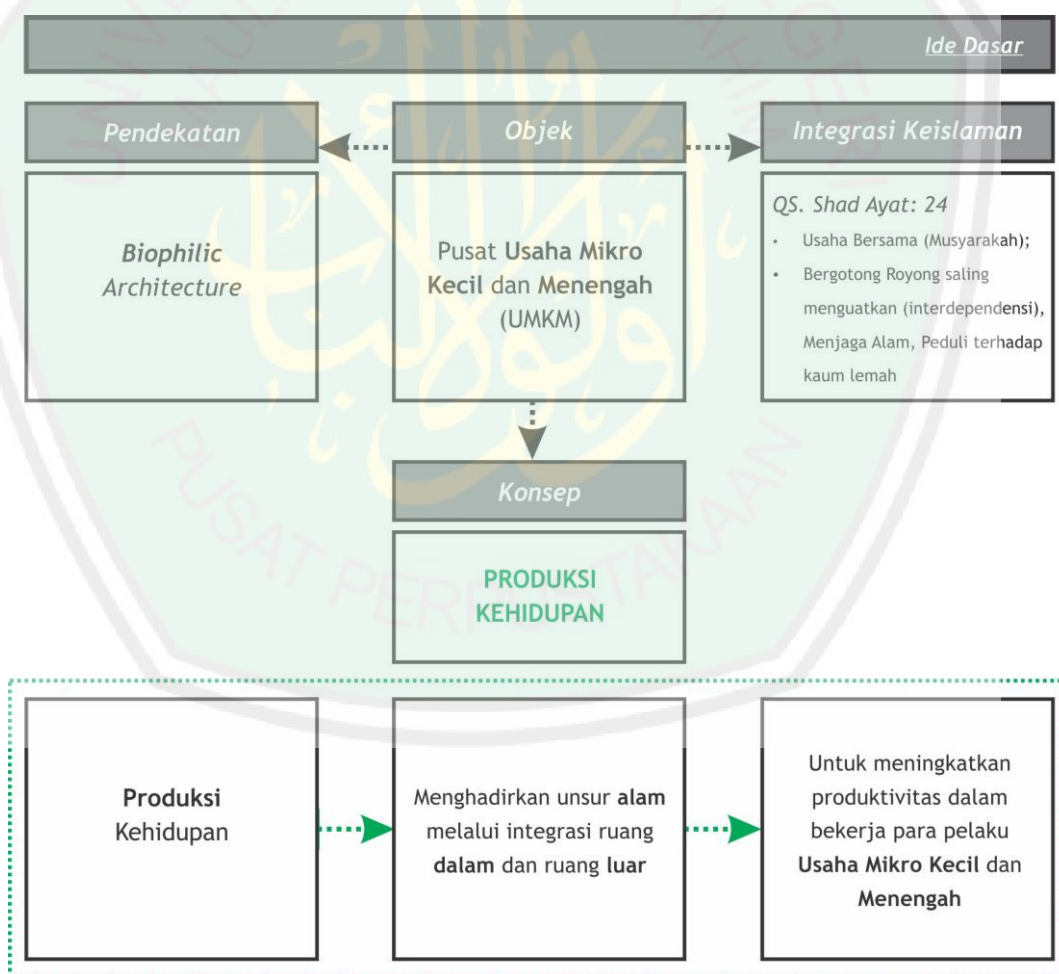 Ide Dasar
Pendekatan
Biophilic
Architecture
Objek
Pusat Usaha Mikro
Kecil dan Menengah
(UMKM)
Integrasi Keislaman
QS. Shad Ayat: 24
• Usaha Bersama (Musyarakah);
• Bergotong Royong saling
menguatkan (interdependensi),
Menjaga Alam, Peduli terhadap
kaum lemah
Konsep
PRODUKSI
KEHIDUPAN
Produksi
Kehidupan
Menghadirkan unsur alam
melalui integrasi ruang
dalam dan ruang luar
Untuk meningkatkan
produktivitas dalam
bekerja para pelaku
Usaha Mikro Kecil dan
Menengah
PUSAT PERPUSTAKAAN